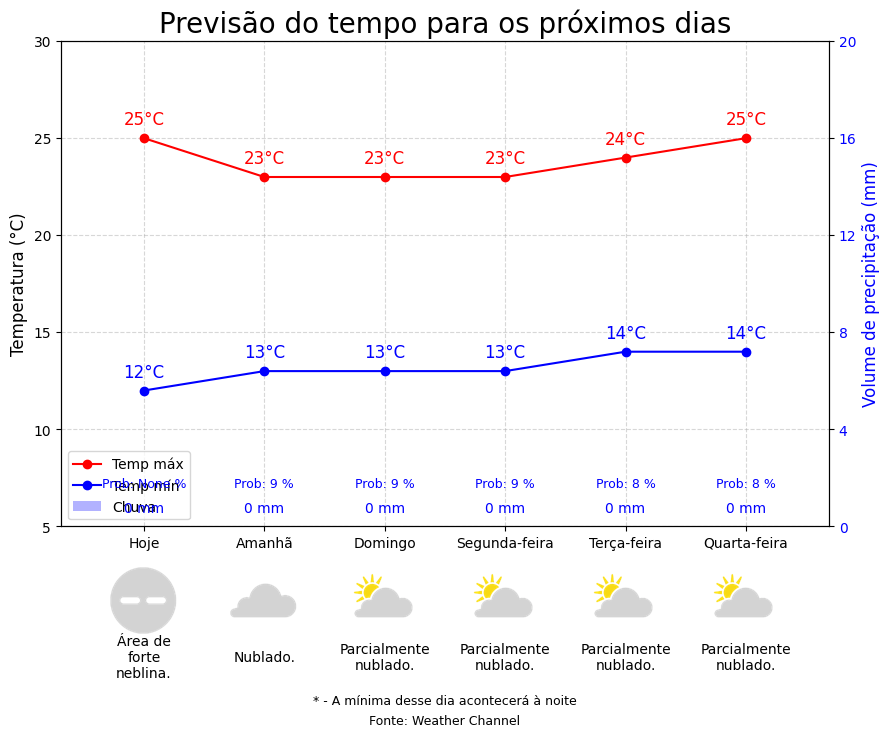 Previsão do tempo para os próximos dias
30
25
20
15
10
5
Temperatura (°C)
20
16
12
8
4
0
Volume de precipitação (mm)
25°C
23°C
23°C
23°C
24°C
25°C
12°C
13°C
13°C
13°C
14°C
14°C
Temp máx
Temp min
Chuva
Prob: None %
Prob: 9 %
Prob: 9 %
Prob: 9 %
Prob: 8 %
Prob: 8 %
0 mm
0 mm
0 mm
0 mm
0 mm
0 mm
Hoje
Amanhã
Domingo
Segunda-feira
Terça-feira
Quarta-feira
Área de
forte
neblina.
Nublado.
Parcialmente
nublado.
Parcialmente
nublado.
Parcialmente
nublado.
Parcialmente
nublado.
* - A mínima desse dia acontecerá à noite
Fonte: Weather Channel